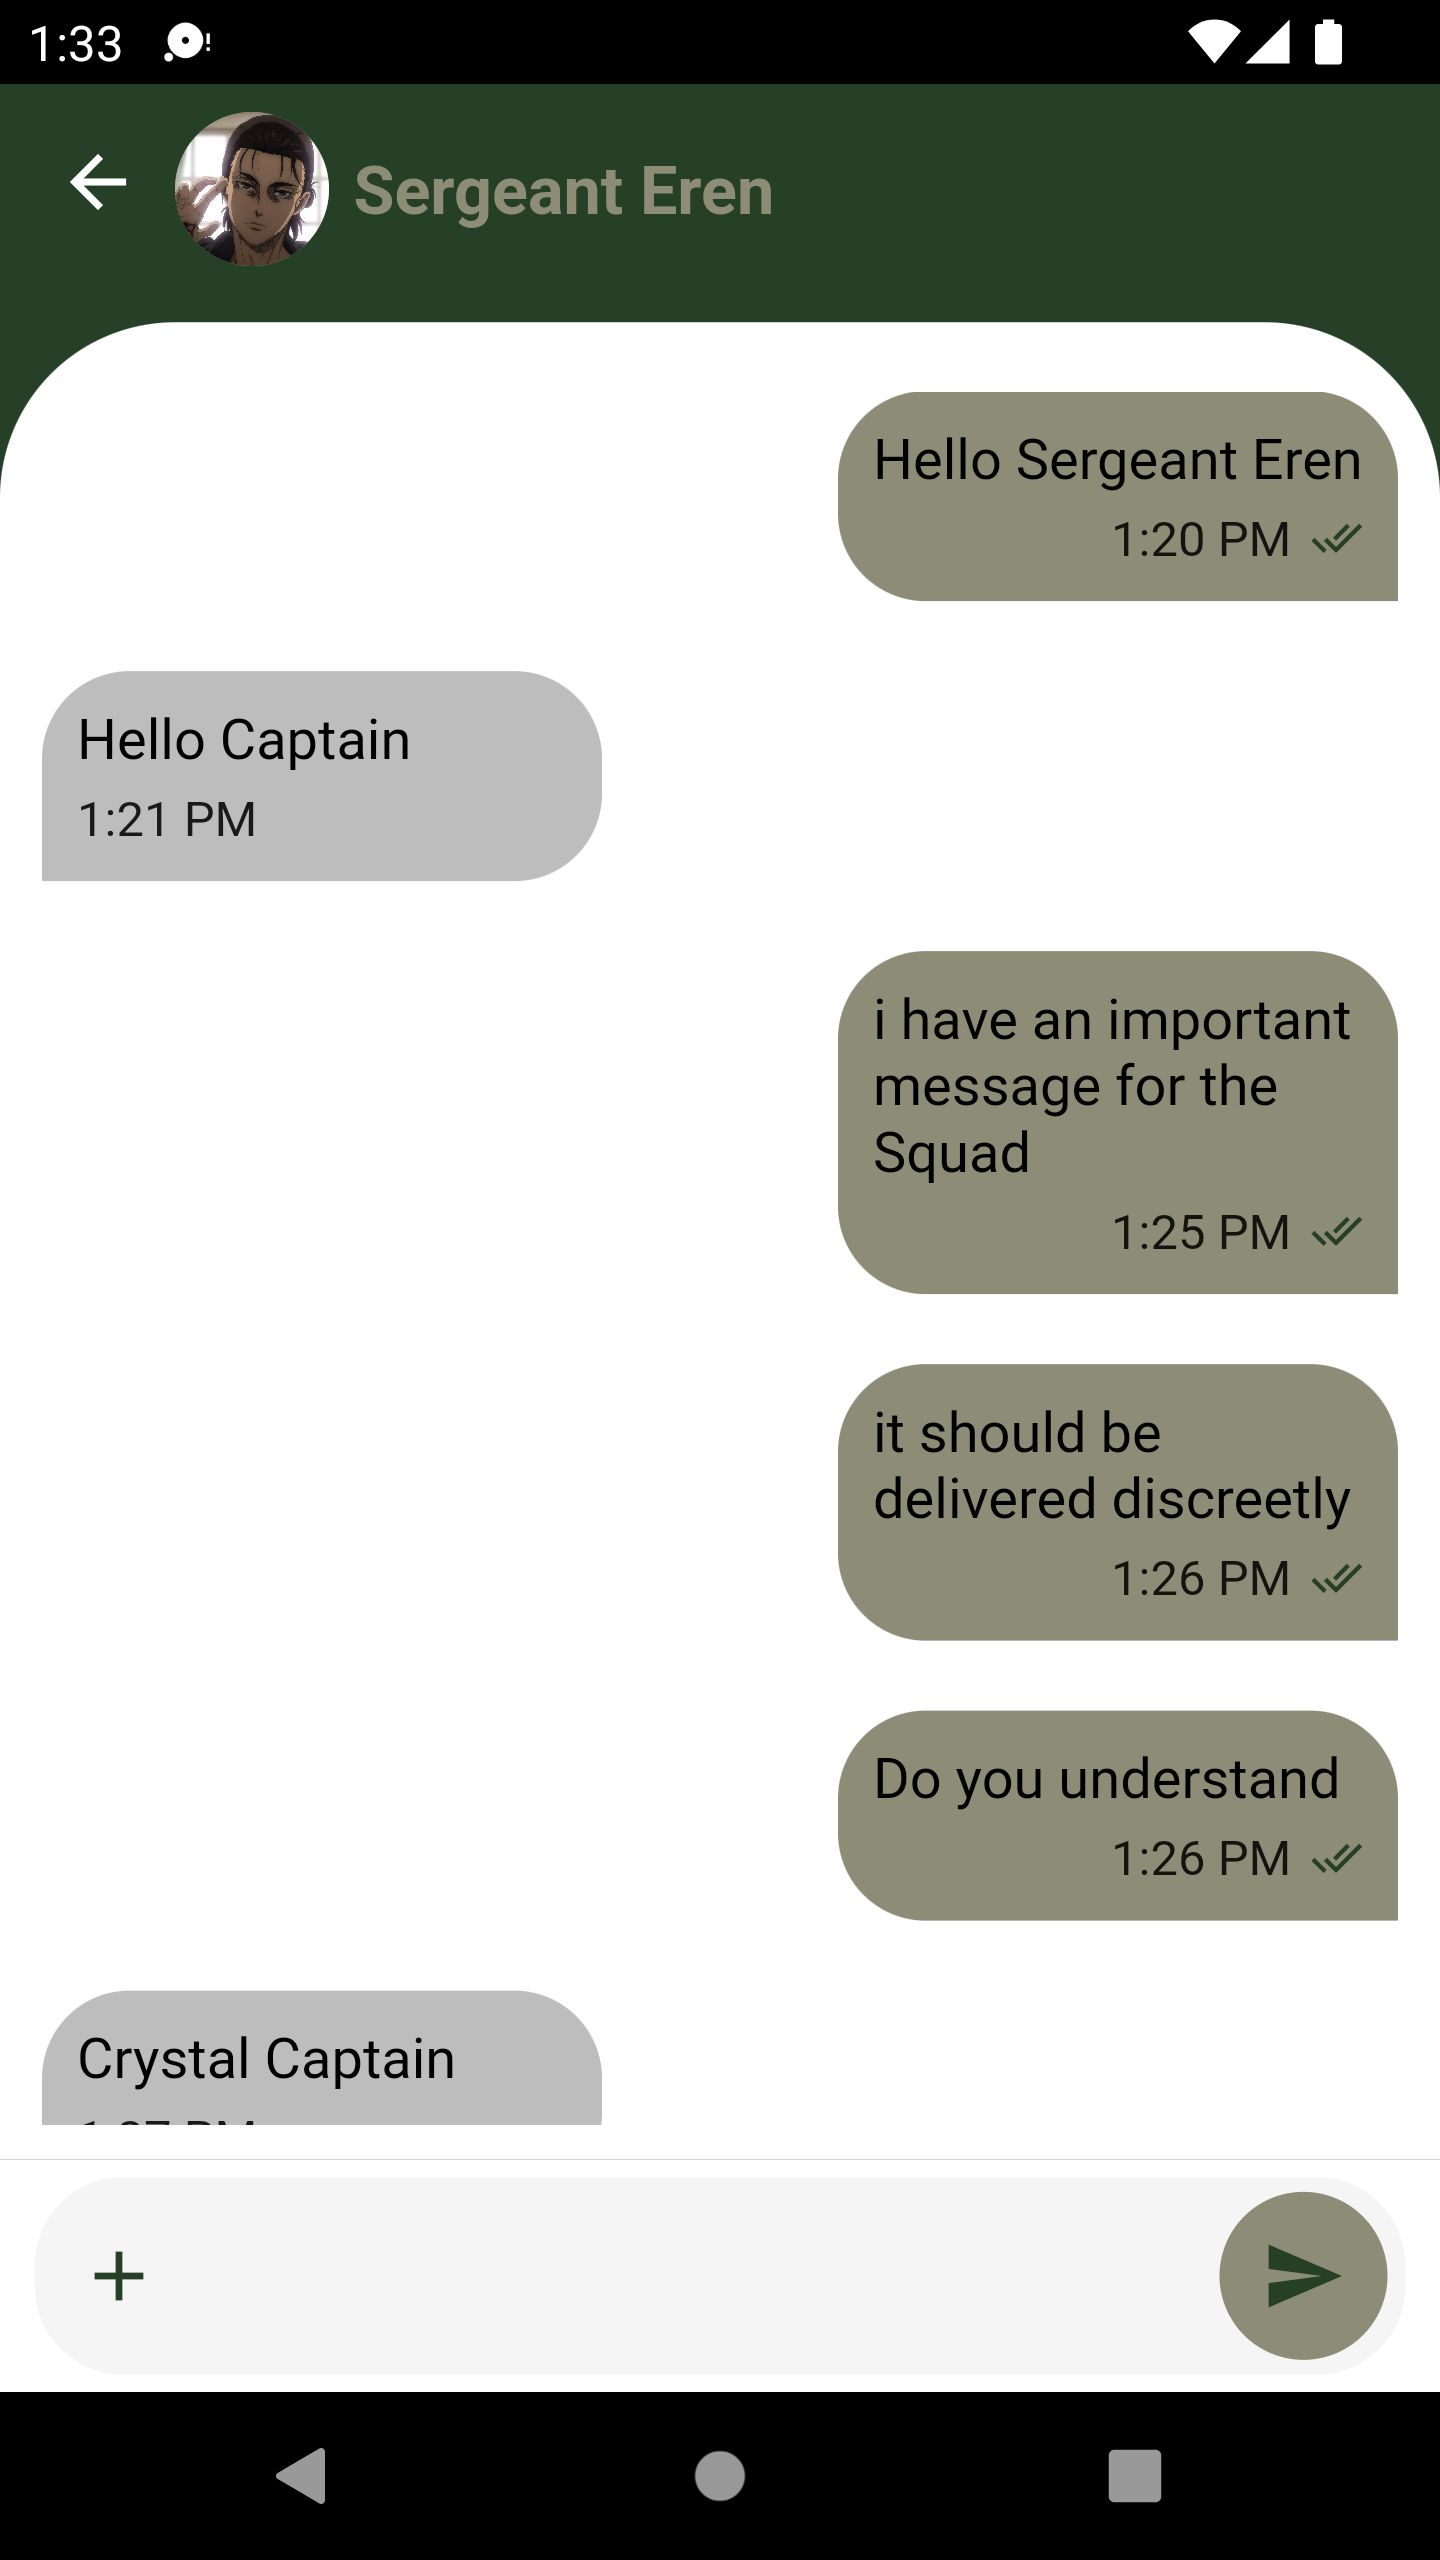 1:33
Sergeant Eren
Hello Sergeant Eren
1:20 PM
Hello Captain
1:21 PM
i have an important
message for the
Squad
1:25 PM
it should be
delivered discreetly
1:26 PM
Do you understand
1:26 PM
Crystal Captain